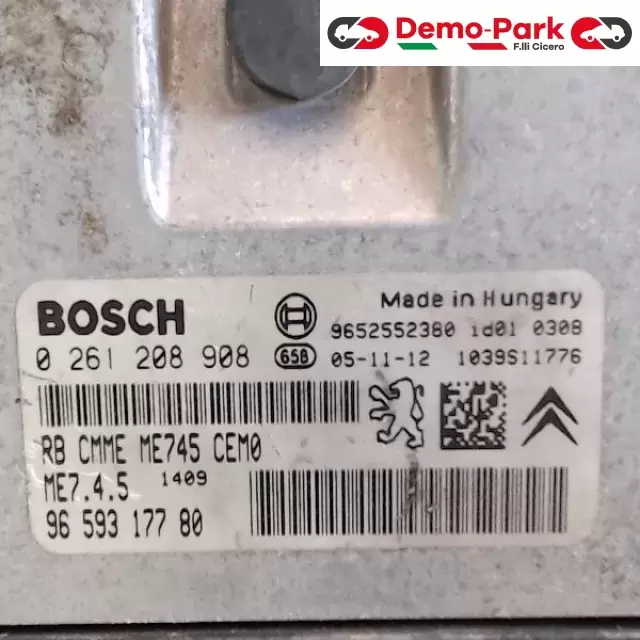 Demo-Park
F.lli Cicero
BOSCH
Made in Hungary
9652552380 1d01 0308
0 261 208 908
658
05-11-12 1039S11776
RB CMME ME745 CEM0
ME7.4.5 1409
96 593 177 80